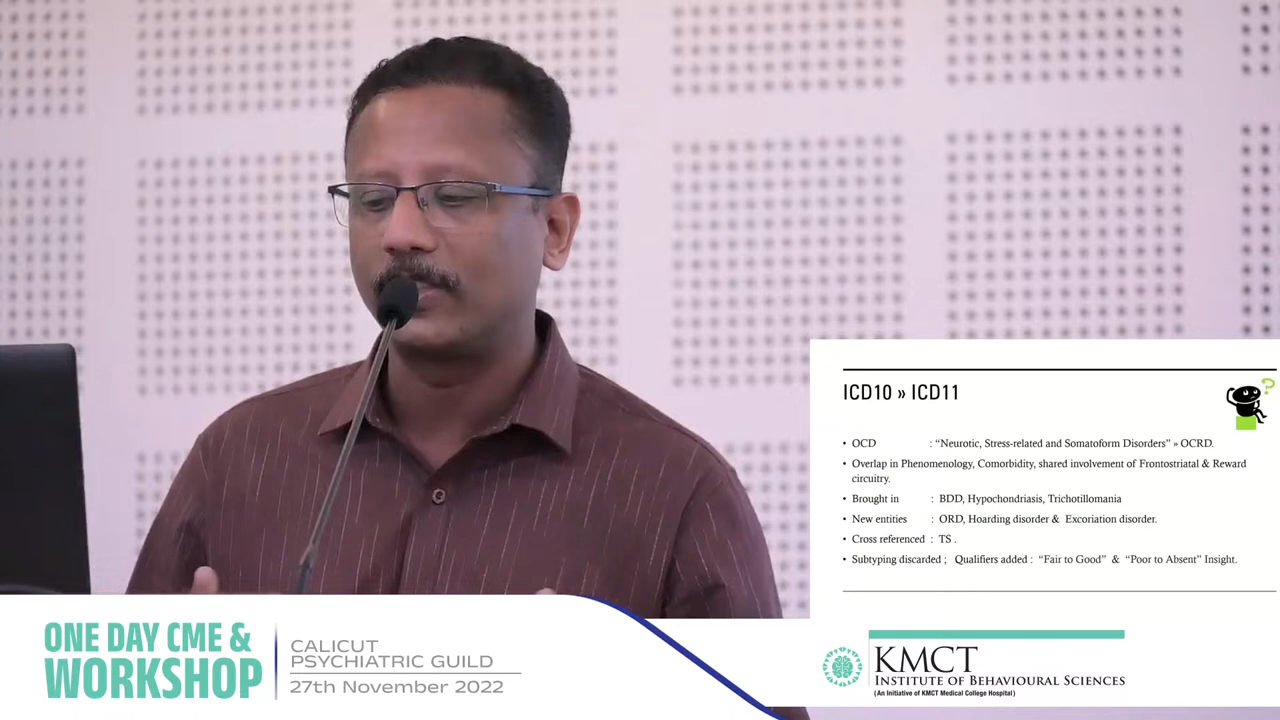 ICD10 » ICD11
?
• OCD : “Neurotic, Stress-related and Somatoform Disorders” » OCRD.
• Overlap in Phenomenology, Comorbidity, shared involvement of Frontostriatal & Reward
circuitry.
• Brought in : BDD, Hypochondriasis, Trichotillomania
• New entities : ORD, Hoarding disorder & Excoriation disorder.
• Cross referenced : TS .
• Subtyping discarded ; Qualifiers added : “Fair to Good” & “Poor to Absent” Insight.
ONE DAY CME &
WORKSHOP
CALICUT
PSYCHIATRIC GUILD
27th November 2022
KMCT
INSTITUTE OF BEHAVIOURAL SCIENCES
(An Initiative of KMCT Medical College Hospital)